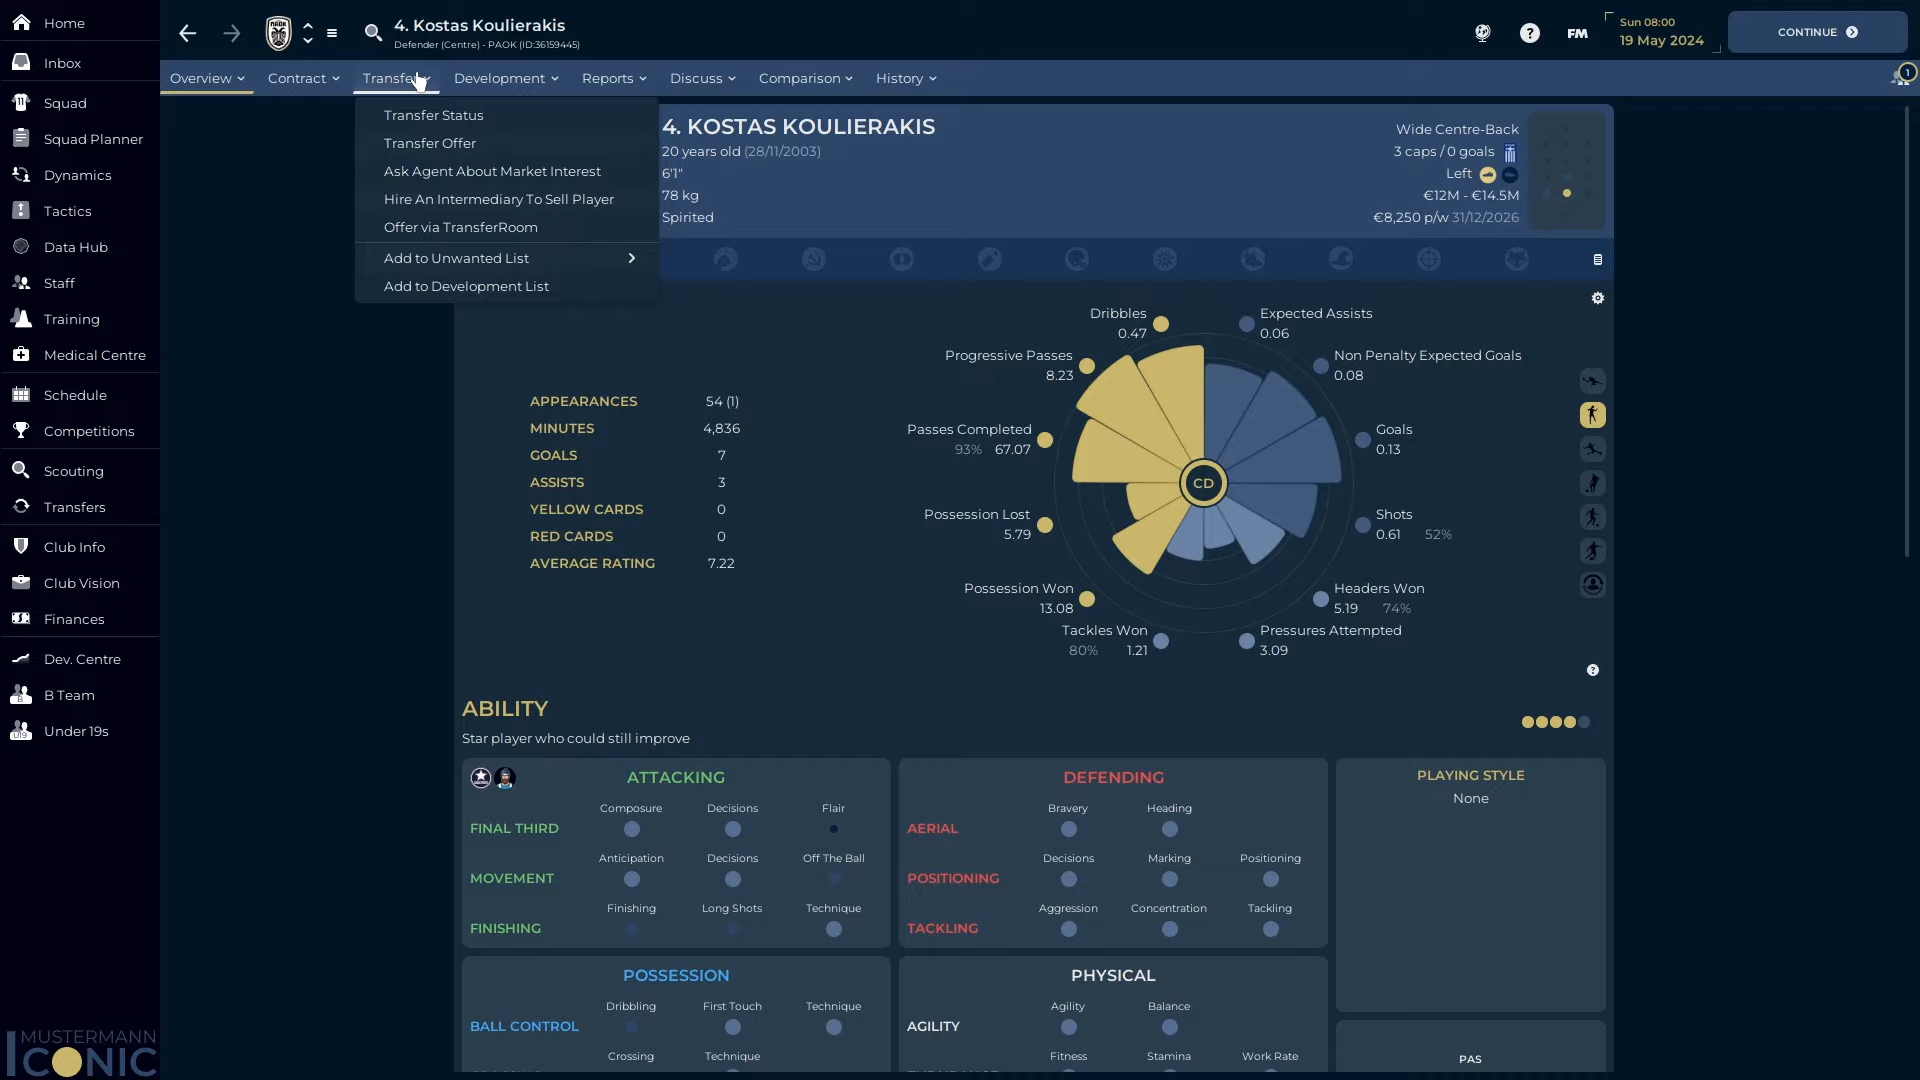 Home
Inbox
Squad
Squad Planner
Dynamics
Tactics
Data Hub
Staff
Training
Medical Centre
Schedule
Competitions
Scouting
Transfers
Club Info
Club Vision
Finances
Dev. Centre
B Team
Under 19s
MUSTERMANN
ICONIC
4. Kostas Koulierakis
Defender (Centre) - PAOK (ID:36159445)
FM
Sun 08:00
19 May 2024
CONTINUE
Overview Contract Transfer Development Reports Discuss Comparison History
1
Transfer Status
Transfer Offer
Ask Agent About Market Interest
Hire An Intermediary To Sell Player
Offer via TransferRoom
Add to Unwanted List
Add to Development List
4. KOSTAS KOULIERAKIS
20 years old (28/11/2003)
6'1"
78 kg
Spirited
Wide Centre-Back
3 caps / 0 goals
Left
€12M - €14.5M
€8,250 p/w 31/12/2026
APPEARANCES 54 (1)
MINUTES 4,836
GOALS 7
ASSISTS 3
YELLOW CARDS 0
RED CARDS 0
AVERAGE RATING 7.22
Dribbles
0.47
Expected Assists
0.06
Progressive Passes
8.23
Non Penalty Expected Goals
0.08
Passes Completed
93% 67.07
Goals
0.13
CD
Possession Lost
5.79
Shots
0.61 52%
Possession Won
13.08
Headers Won
5.19 74%
Tackles Won
80% 1.21
Pressures Attempted
3.09
ABILITY
Star player who could still improve
ATTACKING
Composure Decisions Flair
FINAL THIRD
Anticipation Decisions Off The Ball
MOVEMENT
Finishing Long Shots Technique
FINISHING
DEFENDING
Bravery Heading
AERIAL
Decisions Marking Positioning
POSITIONING
Aggression Concentration Tackling
TACKLING
PLAYING STYLE
None
POSSESSION
Dribbling First Touch Technique
BALL CONTROL
Crossing Technique
PHYSICAL
Agility Balance
AGILITY
Fitness Stamina Work Rate
PAS